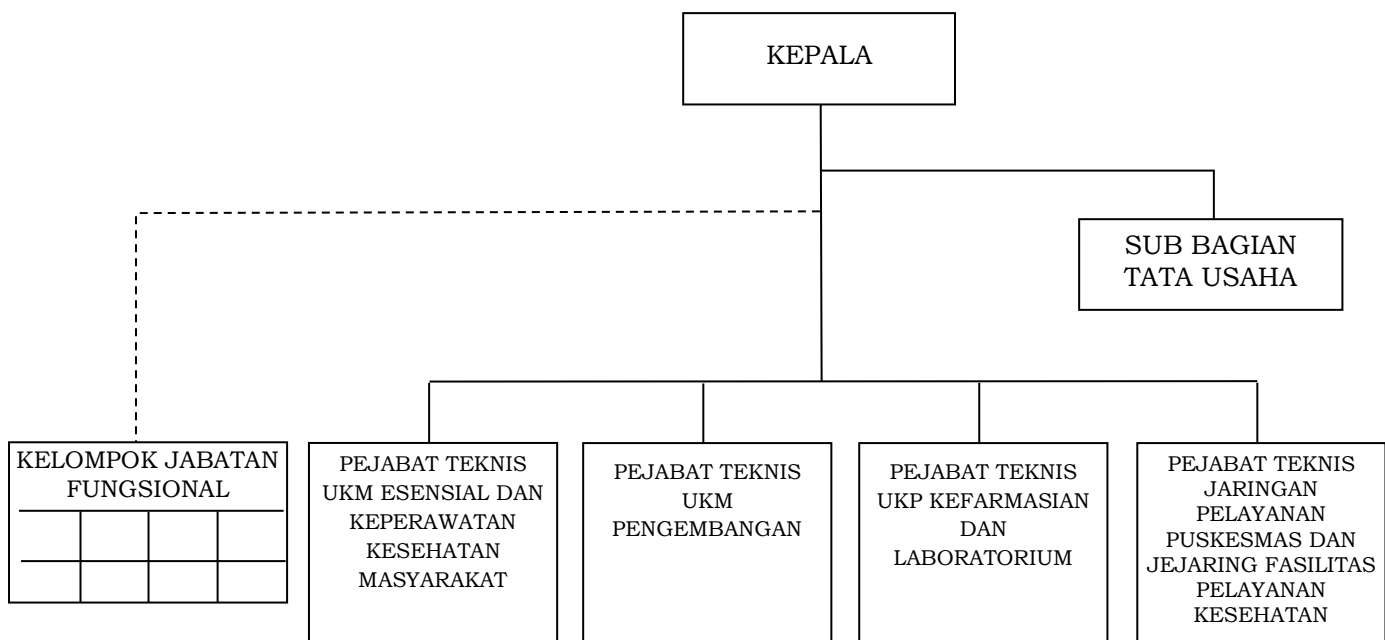 KEPALA
SUB BAGIAN
TATA USAHA
KELOMPOK JABATAN
FUNGSIONAL
PEJABAT TEKNIS
UKM ESENSIAL DAN
KEPERAWATAN
KESEHATAN
MASYARAKAT
PEJABAT TEKNIS
UKM
PENGEMBANGAN
PEJABAT TEKNIS
UKP KEFARMASIAN
DAN
LABORATORIUM
PEJABAT TEKNIS
JARINGAN
PELAYANAN
PUSKESMAS DAN
JEJARING FASILITAS
PELAYANAN
KESEHATAN